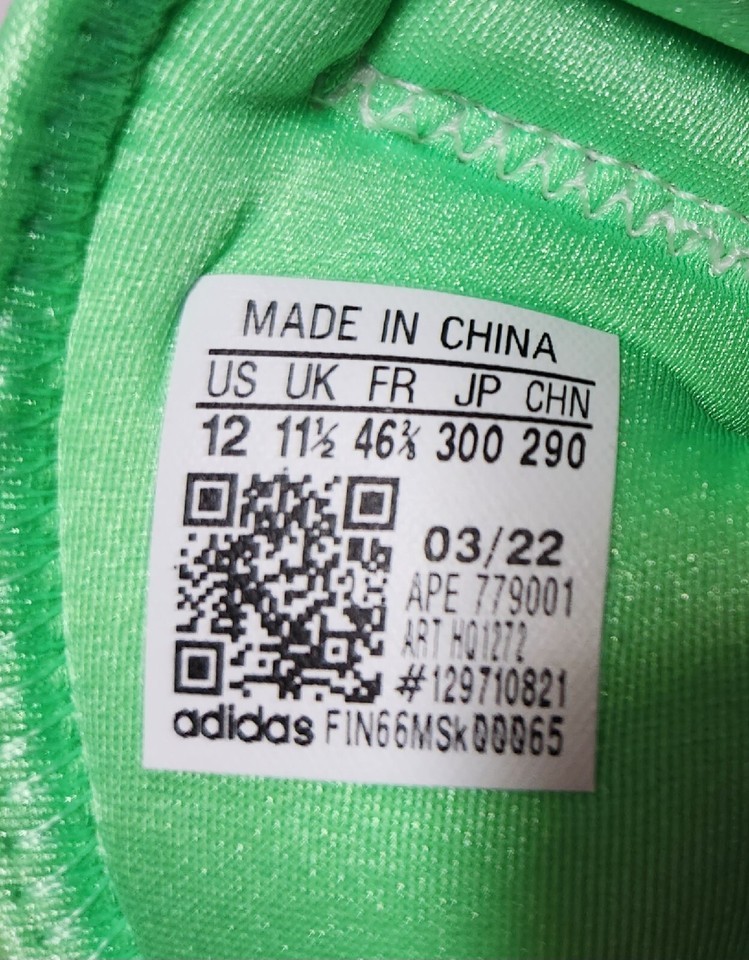 MADE IN CHINA
US UK FR JP CHN
12 11½ 46⅔ 300 290
03/22
APE 779001
ART HQ1272
#129710821
adidas FIN66MSk00065